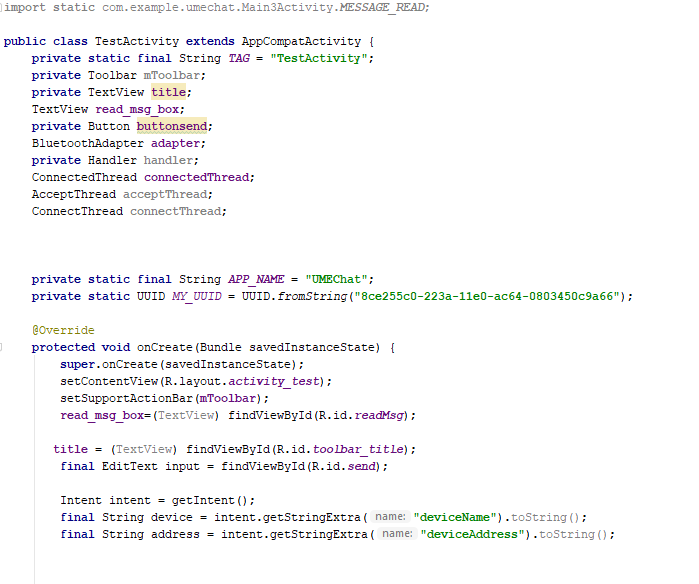 import static com.example.umechat.Main3Activity.MESSAGE_READ;
public class TestActivity extends AppCompatActivity {
private static final String TAG = "TestActivity";
private Toolbar mToolbar;
private TextView title;
TextView read_msg_box;
private Button buttonsend;
BluetoothAdapter adapter;
private Handler handler;
ConnectedThread connectedThread;
AcceptThread acceptThread;
ConnectThread connectThread;
private static final String APP_NAME = "UMEChat";
private static UUID MY_UUID = UUID.fromString("8ce255c0-223a-11e0-ac64-0803450c9a66");
@Override
protected void onCreate(Bundle savedInstanceState) {
super.onCreate(savedInstanceState);
setContentView(R.layout.activity_test);
setSupportActionBar(mToolbar);
read_msg_box=(TextView) findViewById(R.id.readMsg);
title = (TextView) findViewById(R.id.toolbar_title);
final EditText input = findViewById(R.id.send);
Intent intent = getIntent();
final String device = intent.getStringExtra( name: "deviceName").toString();
final String address = intent.getStringExtra( name: "deviceAddress").toString();